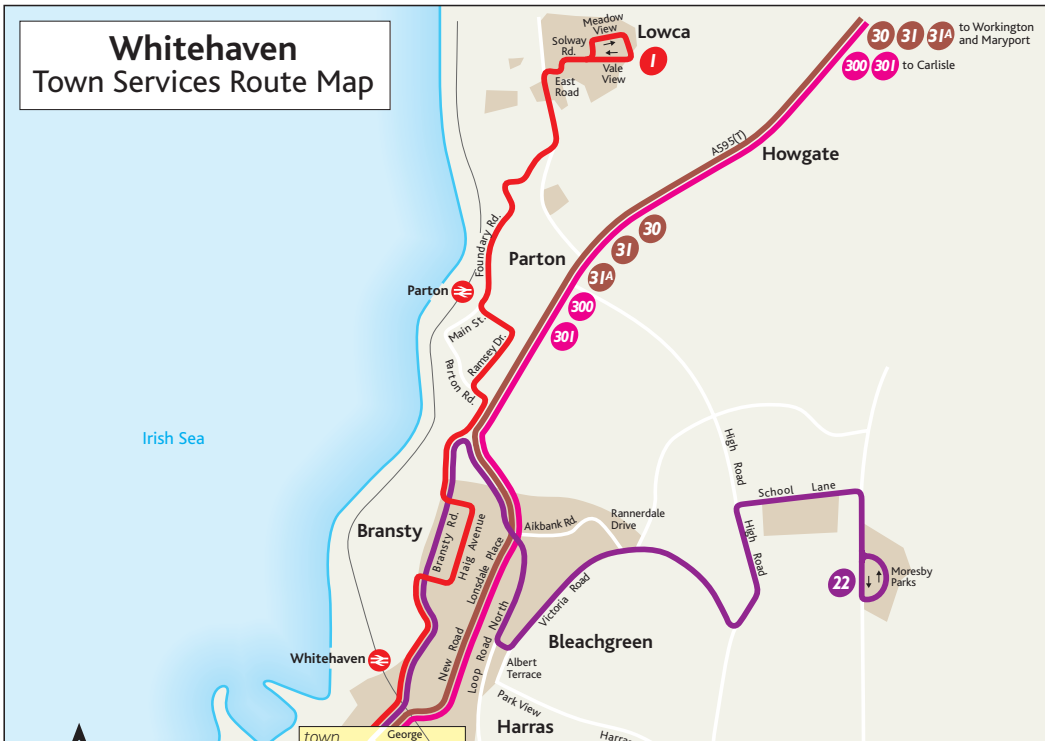 Whitehaven
Town Services Route Map
Meadow
View
Solway
Rd.
Lowca
1
Vale
View
East
Road
30 31 31A to Workington
and Maryport
300 301 to Carlisle
A595(T)
Howgate
Foundary Rd.
Parton
30
31
31A
300
301
Parton
Main St.
Ramsey Dr.
Parton Rd.
Irish Sea
High Road
School Lane
Bransty
Bransty Rd.
Haig Avenue
Lonsdale Place
Aikbank Rd.
Rannerdale
Drive
High Road
22
Moresby
Parks
Victoria Road
Bleachgreen
New Road
Loop Road North
Whitehaven
Albert
Terrace
Park View
Harras
Harras
town
George